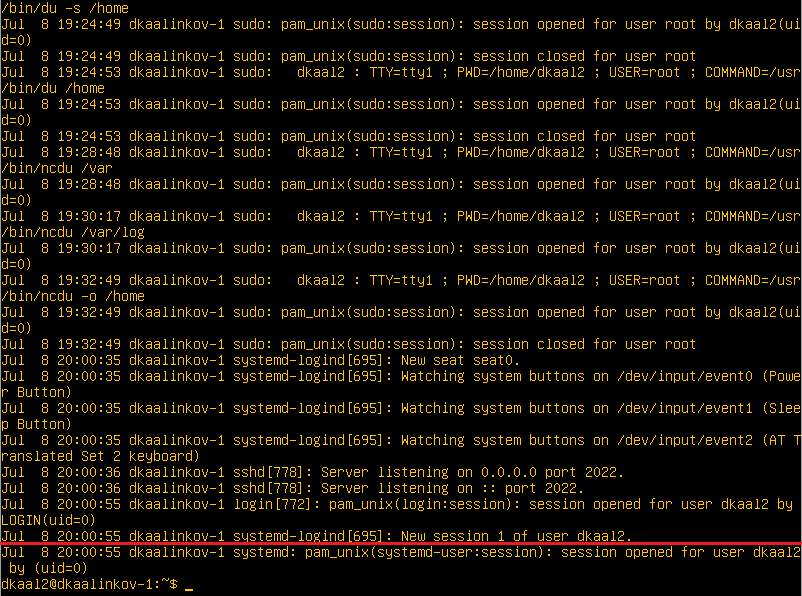 /bin/du -s /home
Jul  8 19:24:49 dkaalinkov-1 sudo: pam_unix(sudo:session): session opened for user root by dkaal2(ui
d=0)
Jul  8 19:24:49 dkaalinkov-1 sudo: pam_unix(sudo:session): session closed for user root
Jul  8 19:24:53 dkaalinkov-1 sudo:   dkaal2 : TTY=tty1 ; PWD=/home/dkaal2 ; USER=root ; COMMAND=/usr
/bin/du /home
Jul  8 19:24:53 dkaalinkov-1 sudo: pam_unix(sudo:session): session opened for user root by dkaal2(ui
d=0)
Jul  8 19:24:53 dkaalinkov-1 sudo: pam_unix(sudo:session): session closed for user root
Jul  8 19:28:48 dkaalinkov-1 sudo:   dkaal2 : TTY=tty1 ; PWD=/home/dkaal2 ; USER=root ; COMMAND=/usr
/bin/ncdu /var
Jul  8 19:28:48 dkaalinkov-1 sudo: pam_unix(sudo:session): session opened for user root by dkaal2(ui
d=0)
Jul  8 19:30:17 dkaalinkov-1 sudo:   dkaal2 : TTY=tty1 ; PWD=/home/dkaal2 ; USER=root ; COMMAND=/usr
/bin/ncdu /var/log
Jul  8 19:30:17 dkaalinkov-1 sudo: pam_unix(sudo:session): session opened for user root by dkaal2(ui
d=0)
Jul  8 19:32:49 dkaalinkov-1 sudo:   dkaal2 : TTY=tty1 ; PWD=/home/dkaal2 ; USER=root ; COMMAND=/usr
/bin/ncdu -o /home
Jul  8 19:32:49 dkaalinkov-1 sudo: pam_unix(sudo:session): session opened for user root by dkaal2(ui
d=0)
Jul  8 19:32:49 dkaalinkov-1 sudo: pam_unix(sudo:session): session closed for user root
Jul  8 20:00:35 dkaalinkov-1 systemd-logind[695]: New seat seat0.
Jul  8 20:00:35 dkaalinkov-1 systemd-logind[695]: Watching system buttons on /dev/input/event0 (Powe
r Button)
Jul  8 20:00:35 dkaalinkov-1 systemd-logind[695]: Watching system buttons on /dev/input/event1 (Slee
p Button)
Jul  8 20:00:35 dkaalinkov-1 systemd-logind[695]: Watching system buttons on /dev/input/event2 (AT T
ranslated Set 2 keyboard)
Jul  8 20:00:36 dkaalinkov-1 sshd[778]: Server listening on 0.0.0.0 port 2022.
Jul  8 20:00:36 dkaalinkov-1 sshd[778]: Server listening on :: port 2022.
Jul  8 20:00:55 dkaalinkov-1 login[772]: pam_unix(login:session): session opened for user dkaal2 by
LOGIN(uid=0)
Jul  8 20:00:55 dkaalinkov-1 systemd-logind[695]: New session 1 of user dkaal2.
Jul  8 20:00:55 dkaalinkov-1 systemd: pam_unix(systemd-user:session): session opened for user dkaal2
 by (uid=0)
dkaal2@dkaalinkov-1:~$ _